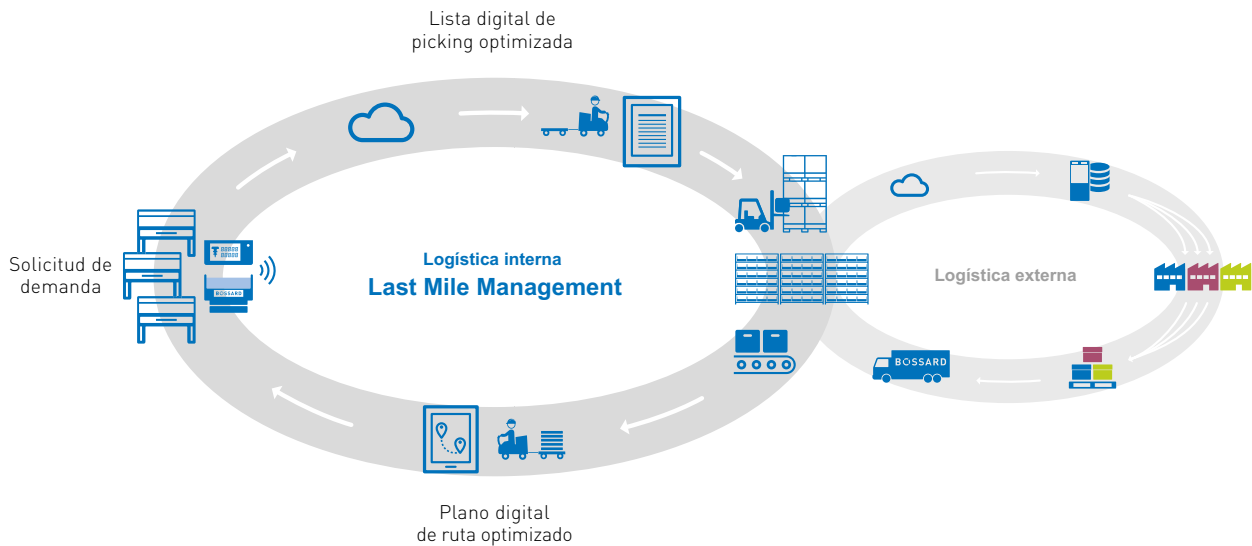 Lista digital de
picking optimizada
Solicitud de
demanda
BOSSARD
Logística interna
Last Mile Management
Logística externa
BOSSARD
Plano digital
de ruta optimizado